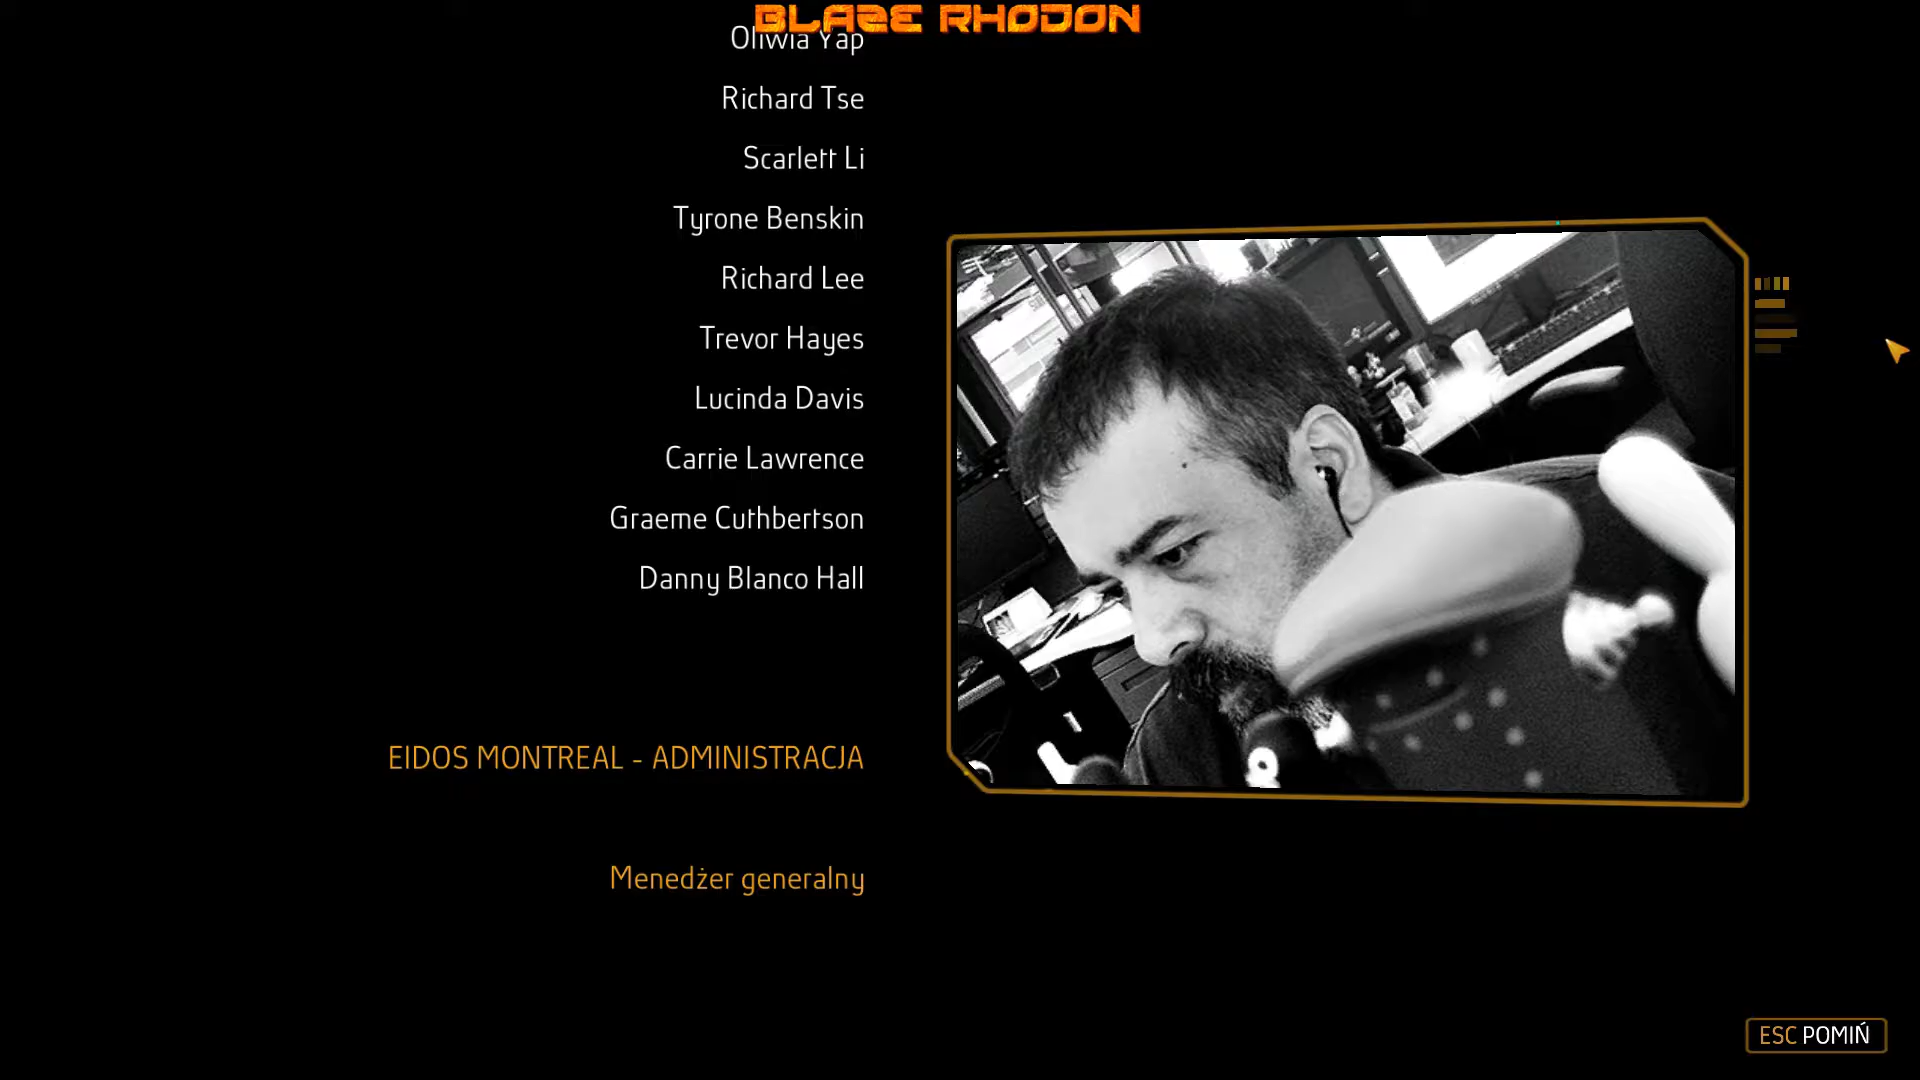 BLAZE RHODON
Oliwia Yap
Richard Tse
Scarlett Li
Tyrone Benskin
Richard Lee
Trevor Hayes
Lucinda Davis
Carrie Lawrence
Graeme Cuthbertson
Danny Blanco Hall
EIDOS MONTREAL - ADMINISTRACJA
Menedżer generalny
ESC POMIŃ